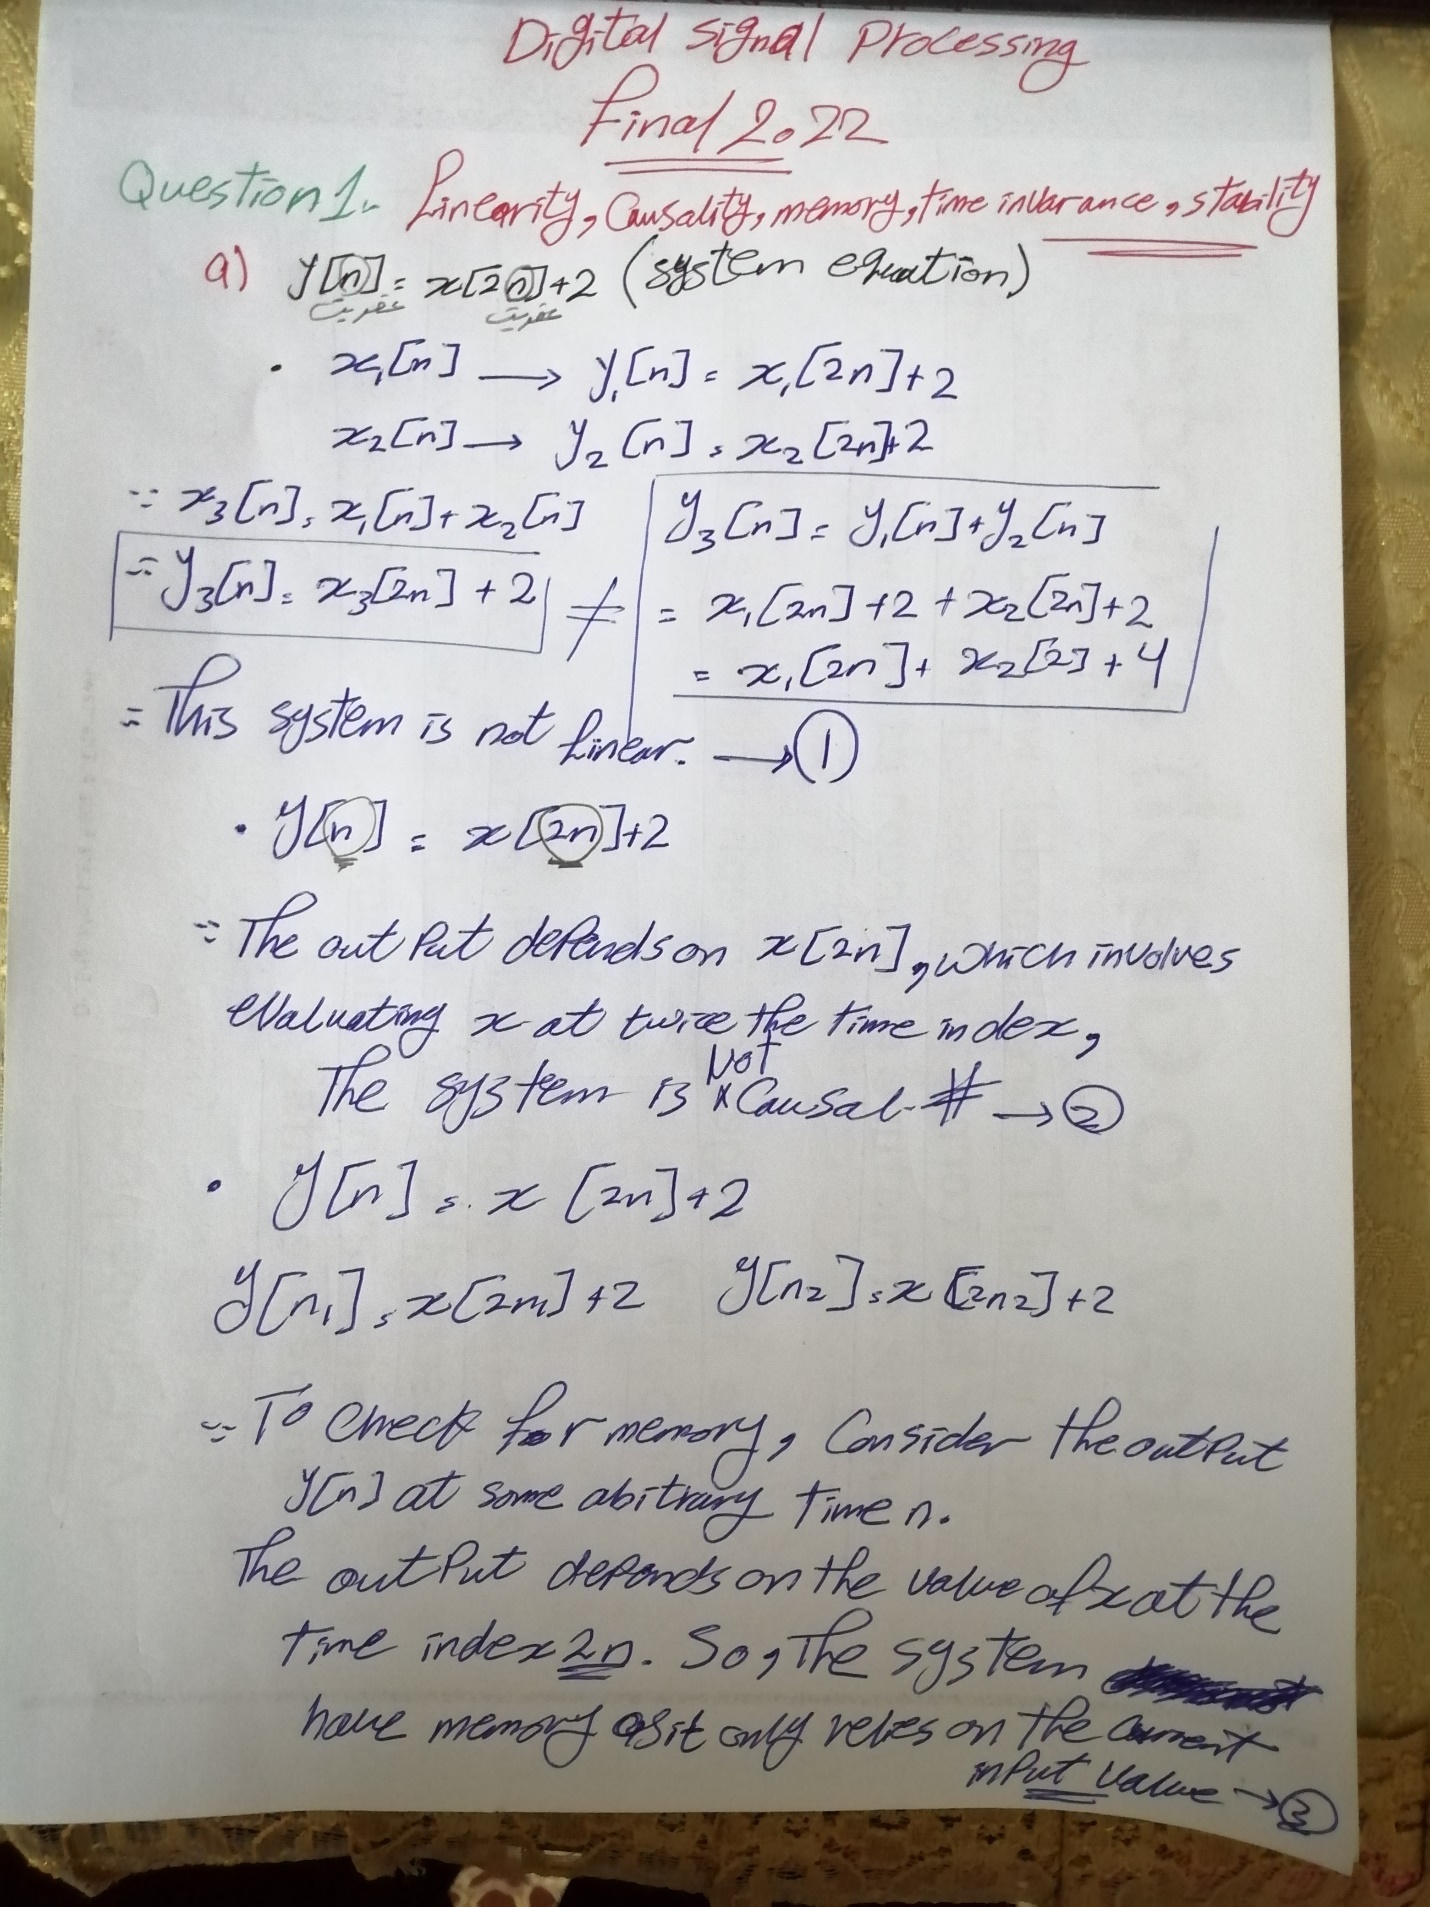 Digital signal Processing
Final 2022
Question 1. Linearity, Causality, memory, time invarance, stability
a) y[n] = x[2n]+2 (system equation)
عفريت عفريت
• x₁[n] → y₁[n] = x₁[2n]+2
x₂[n] → y₂[n] = x₂[2n]+2
∵ x₃[n] = x₁[n] + x₂[n]
∴ y₃[n] = x₃[2n] + 2 ≠
y₃[n] = y₁[n]+y₂[n]
= x₁[2n]+2 + x₂[2n]+2
= x₁[2n] + x₂[2] + 4
= This system is not linear. → ①
• y[n] = x[2n]+2
∵ The output depends on x[2n], which involves
evaluating x at twice the time index,
The system is Not Causal. # → ②
• y[n] = x[2n]+2
y[n₁] = x[2n₁]+2 y[n₂] = x[2n₂]+2
∵ To check for memory, Consider the output
y[n] at some abitrary time n.
The output depends on the value of x at the
time index 2n. So, The system
have memory as it only relies on the current
input value → ③